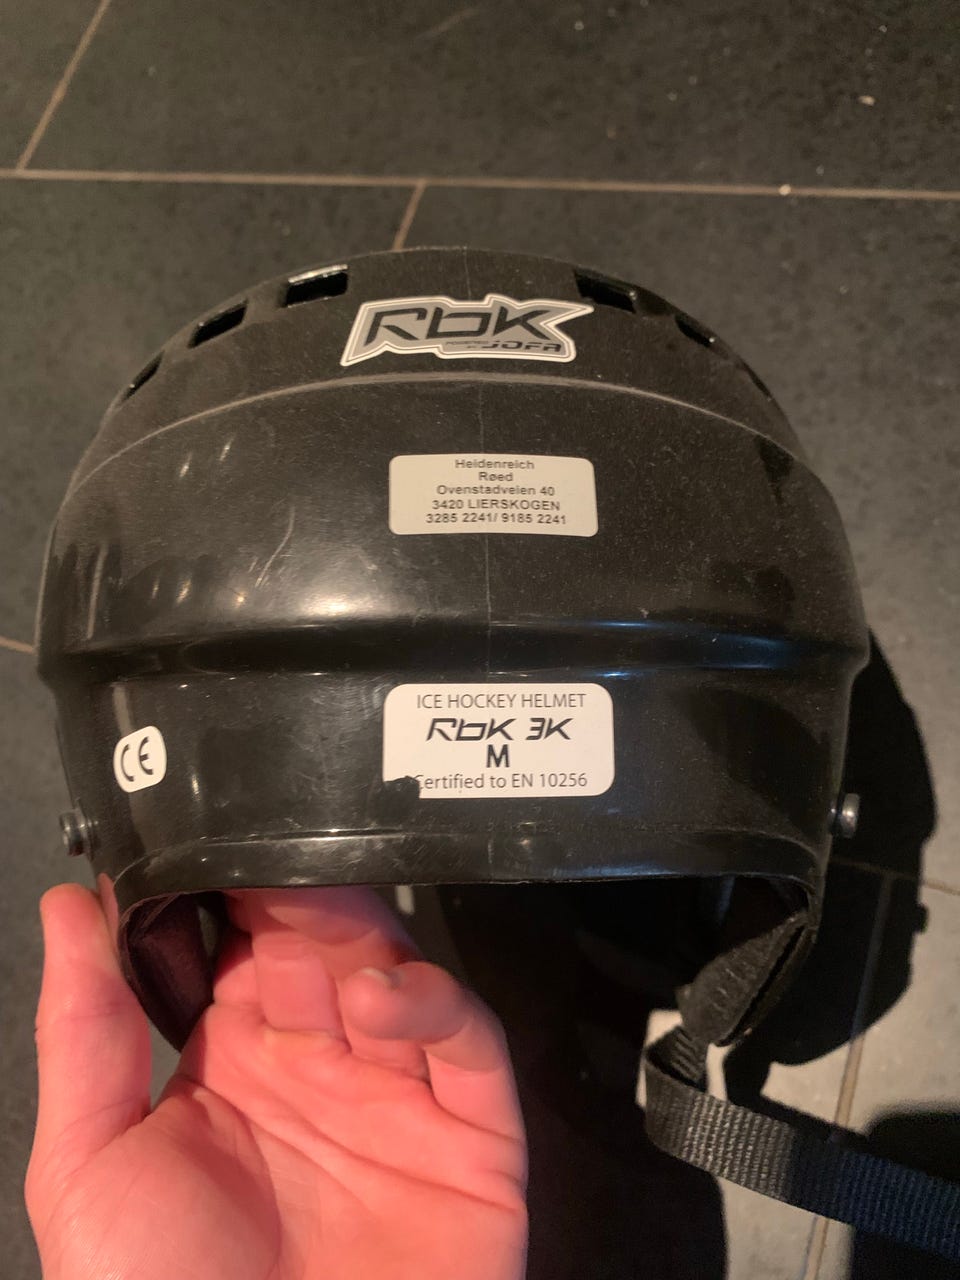 Rbk
POWERED BY JOFA
Heidenreich
Røed
Ovenstadveien 40
3420 LIERSKOGEN
3285 2241/ 9185 2241
ICE HOCKEY HELMET
Rbk 3K
M
CE
Certified to EN 10256